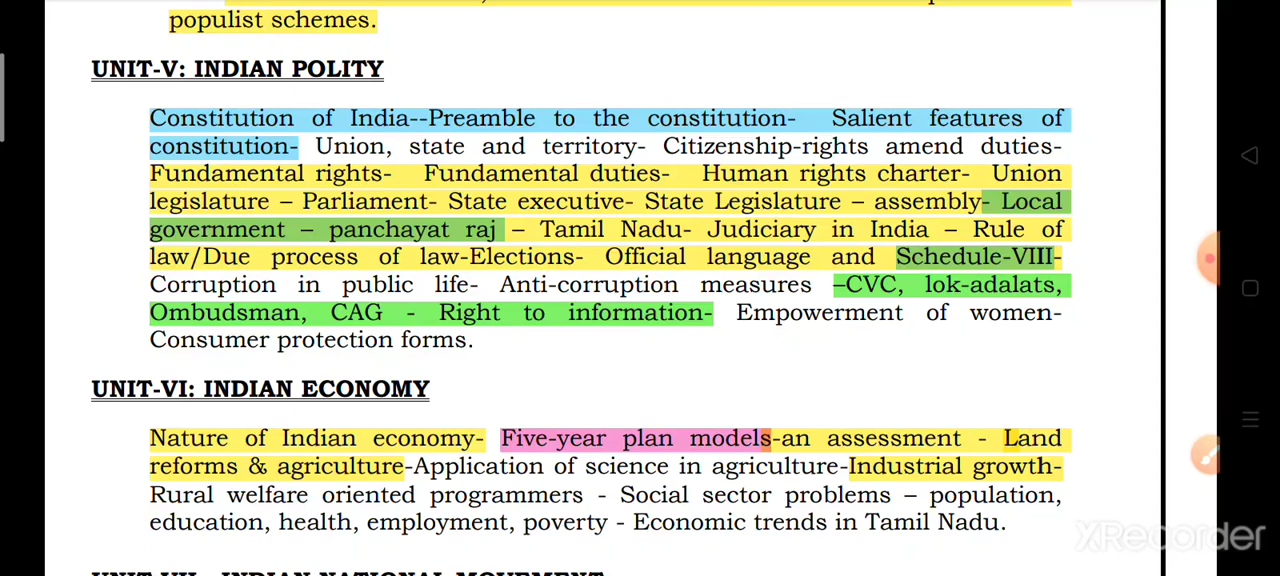 populist schemes.
UNIT-V: INDIAN POLITY
Constitution of India--Preamble to the constitution- Salient features of
constitution- Union, state and territory- Citizenship-rights amend duties-
Fundamental rights- Fundamental duties- Human rights charter- Union
legislature – Parliament- State executive- State Legislature – assembly- Local
government – panchayat raj – Tamil Nadu- Judiciary in India – Rule of
law/Due process of law-Elections- Official language and Schedule-VIII-
Corruption in public life- Anti-corruption measures –CVC, lok-adalats,
Ombudsman, CAG - Right to information- Empowerment of women-
Consumer protection forms.
UNIT-VI: INDIAN ECONOMY
Nature of Indian economy- Five-year plan models-an assessment - Land
reforms & agriculture-Application of science in agriculture-Industrial growth-
Rural welfare oriented programmers - Social sector problems – population,
education, health, employment, poverty - Economic trends in Tamil Nadu.
UNIT-VII - INDIAN NATIONAL MOVEMENT
XRecorder